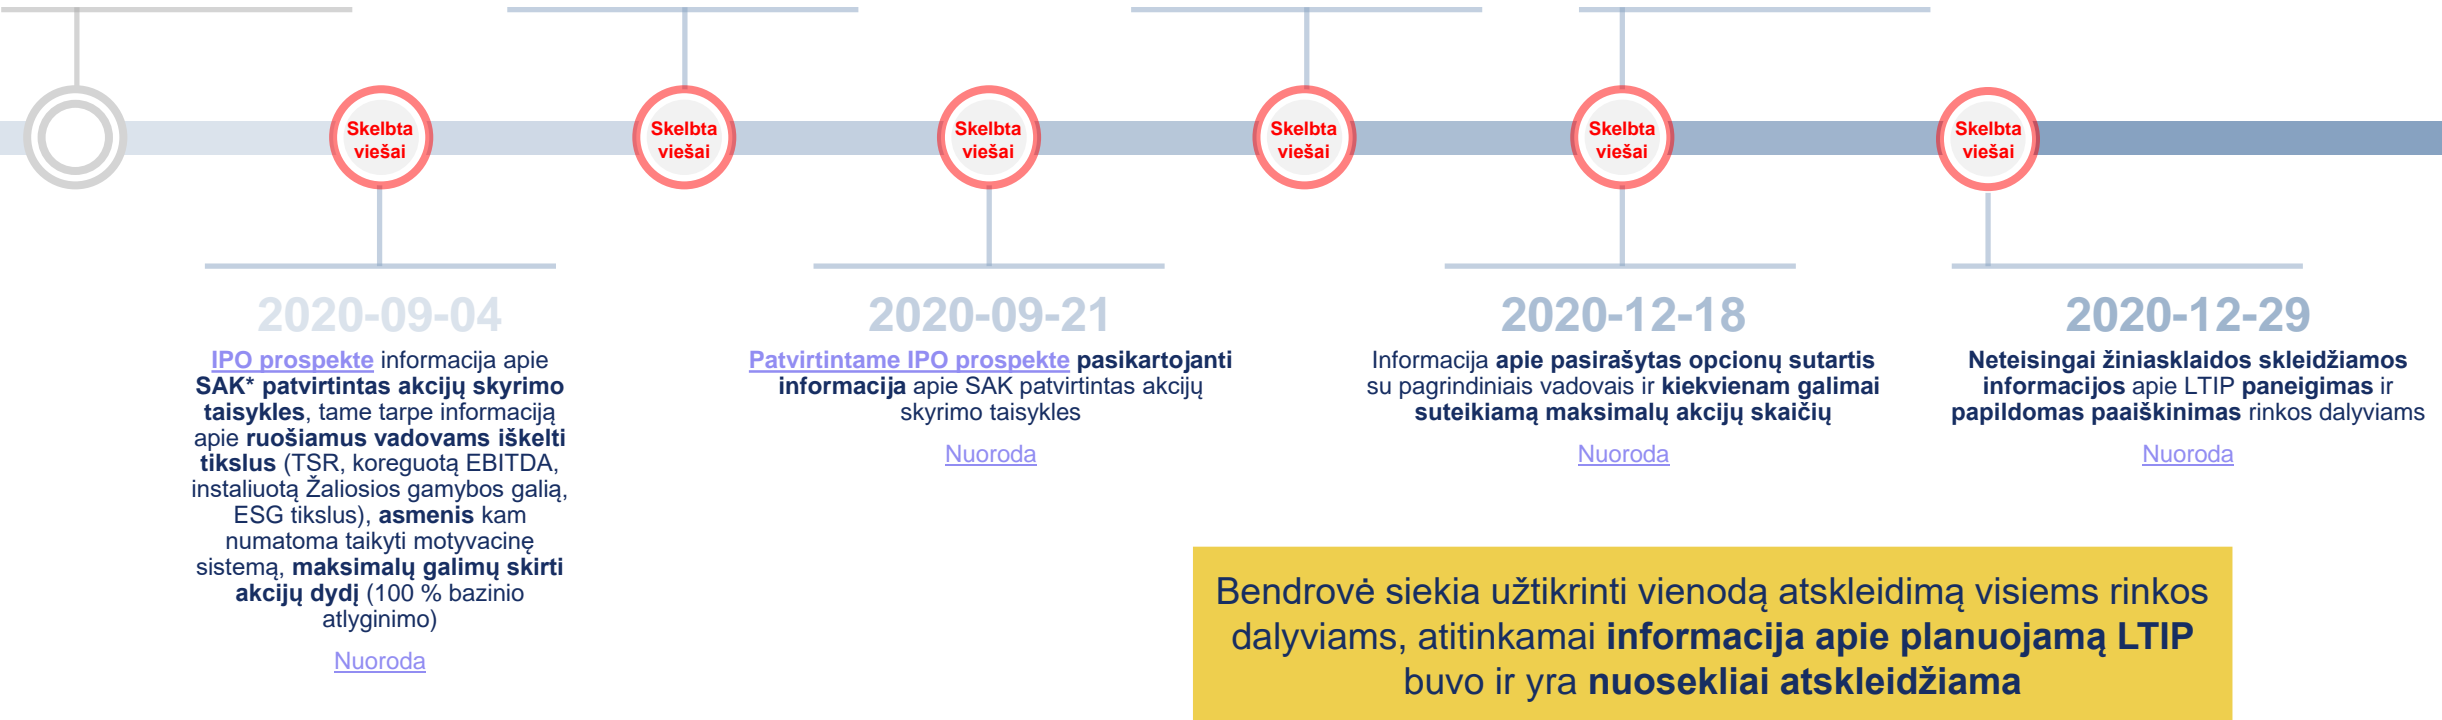 Skelbta
viešai
Skelbta
viešai
Skelbta
viešai
Skelbta
viešai
Skelbta
viešai
Skelbta
viešai
2020-09-04
IPO prospekte informacija apie
SAK* patvirtintas akcijų skyrimo
taisykles, tame tarpe informaciją
apie ruošiamus vadovams iškelti
tikslus (TSR, koreguotą EBITDA,
instaliuotą Žaliosios gamybos galią,
ESG tikslus), asmenis kam
numatoma taikyti motyvacinę
sistemą, maksimalų galimų skirti
akcijų dydį (100 % bazinio
atlyginimo)
Nuoroda
2020-09-21
Patvirtintame IPO prospekte pasikartojanti
informacija apie SAK patvirtintas akcijų
skyrimo taisykles
Nuoroda
2020-12-18
Informacija apie pasirašytas opcionų sutartis
su pagrindiniais vadovais ir kiekvienam galimai
suteikiamą maksimalų akcijų skaičių
Nuoroda
2020-12-29
Neteisingai žiniasklaidos skleidžiamos
informacijos apie LTIP paneigimas ir
papildomas paaiškinimas rinkos dalyviams
Nuoroda
Bendrovė siekia užtikrinti vienodą atskleidimą visiems rinkos
dalyviams, atitinkamai informacija apie planuojamą LTIP
buvo ir yra nuosekliai atskleidžiama